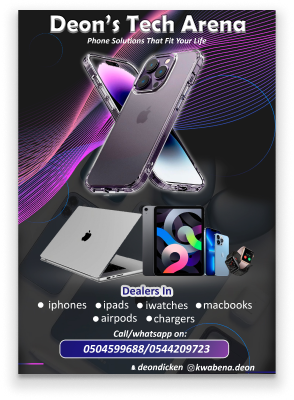 Deon's Tech Arena
Phone Solutions That Fit Your Life
Dealers In
iphones ipads iwatches macbooks
airpods chargers
Call/whatsapp on:
0504599688/0544209723
deondicken kwabena.deon